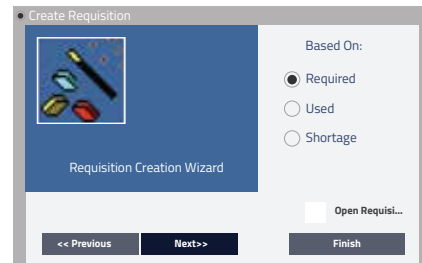 Create Requisition
Based On:
Required
Used
Shortage
Requisition Creation Wizard
Open Requisi...
<< Previous
Next>>
Finish